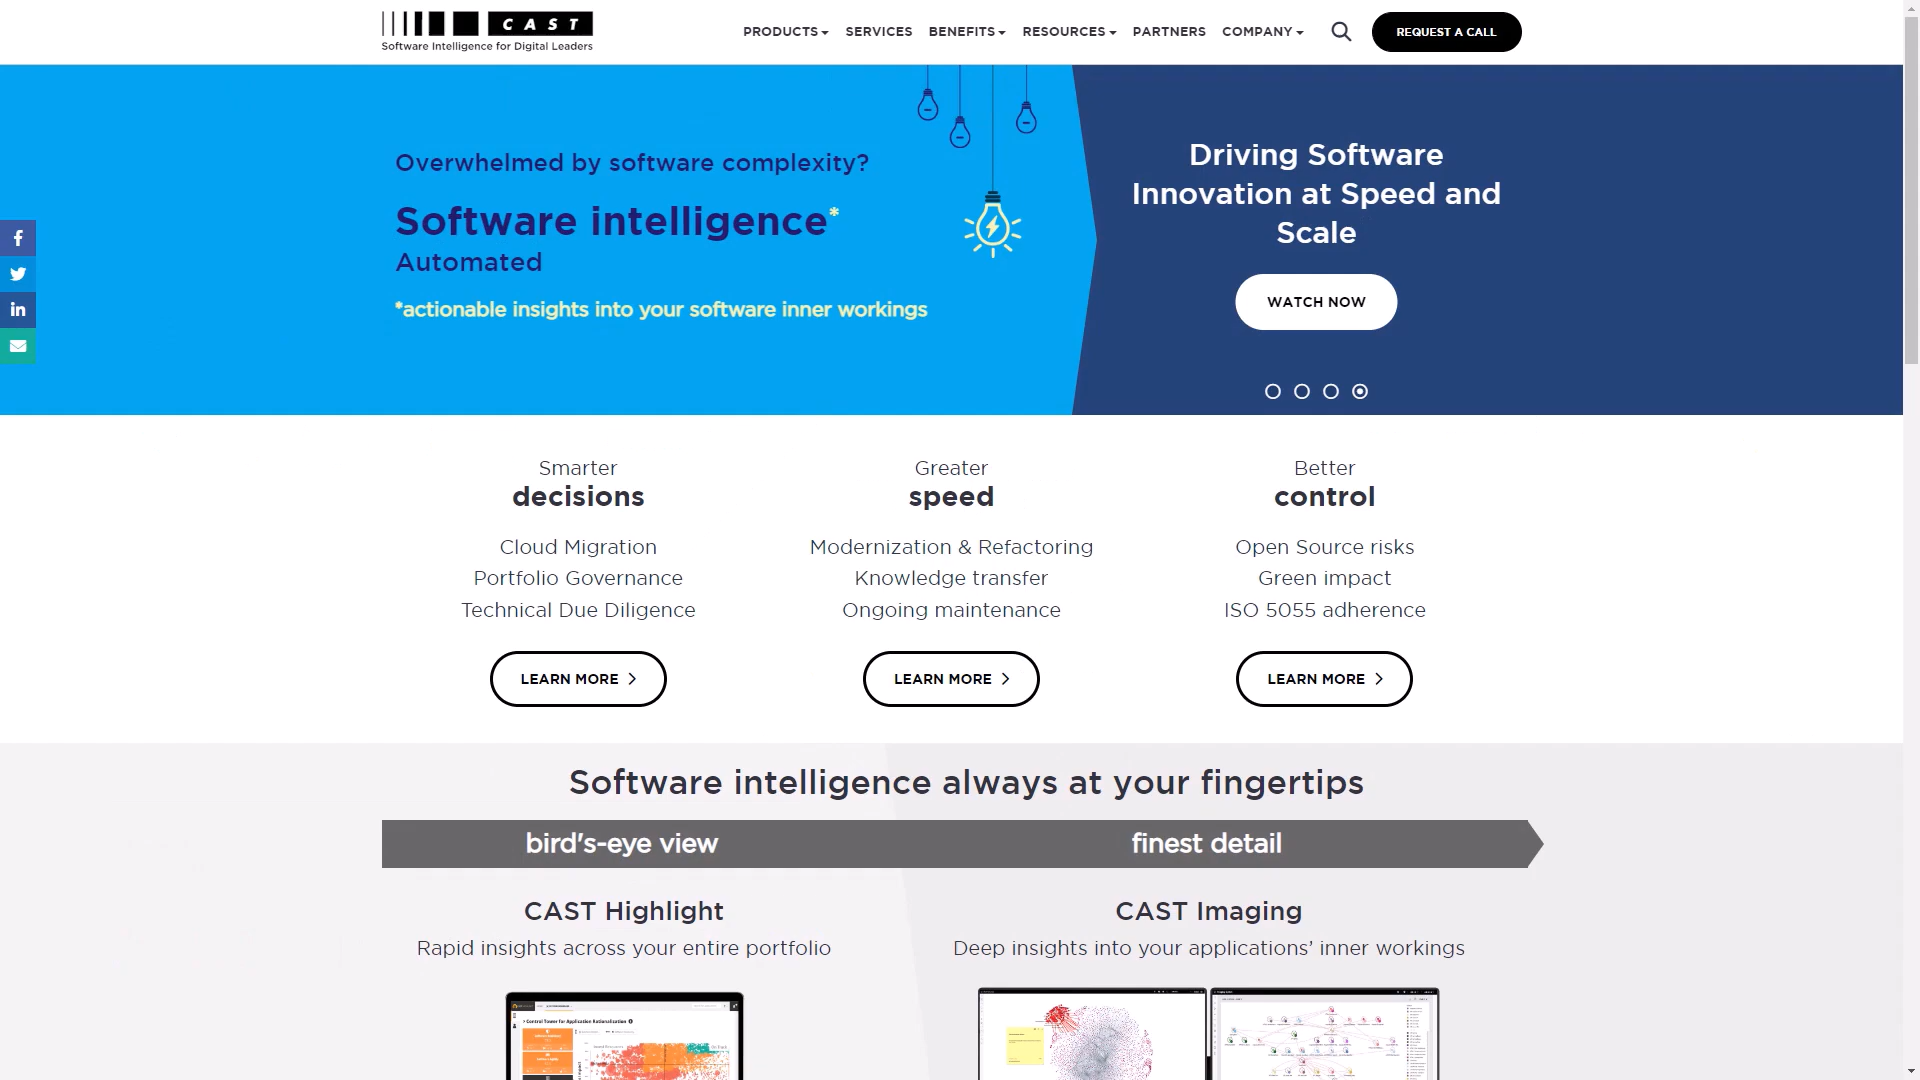 CAST
Software Intelligence for Digital Leaders
PRODUCTS
SERVICES
BENEFITS
RESOURCES
PARTNERS
COMPANY
REQUEST A CALL
Overwhelmed by software complexity?
Software intelligence*
Automated
*actionable insights into your software inner workings
Driving Software
Innovation at Speed and
Scale
WATCH NOW
Smarter
decisions
Cloud Migration
Portfolio Governance
Technical Due Diligence
LEARN MORE
Greater
speed
Modernization & Refactoring
Knowledge transfer
Ongoing maintenance
LEARN MORE
Better
control
Open Source risks
Green impact
ISO 5055 adherence
LEARN MORE
Software intelligence always at your fingertips
bird's-eye view
finest detail
CAST Highlight
Rapid insights across your entire portfolio
CAST Imaging
Deep insights into your applications’ inner workings
Control Tower for Application Rationalization